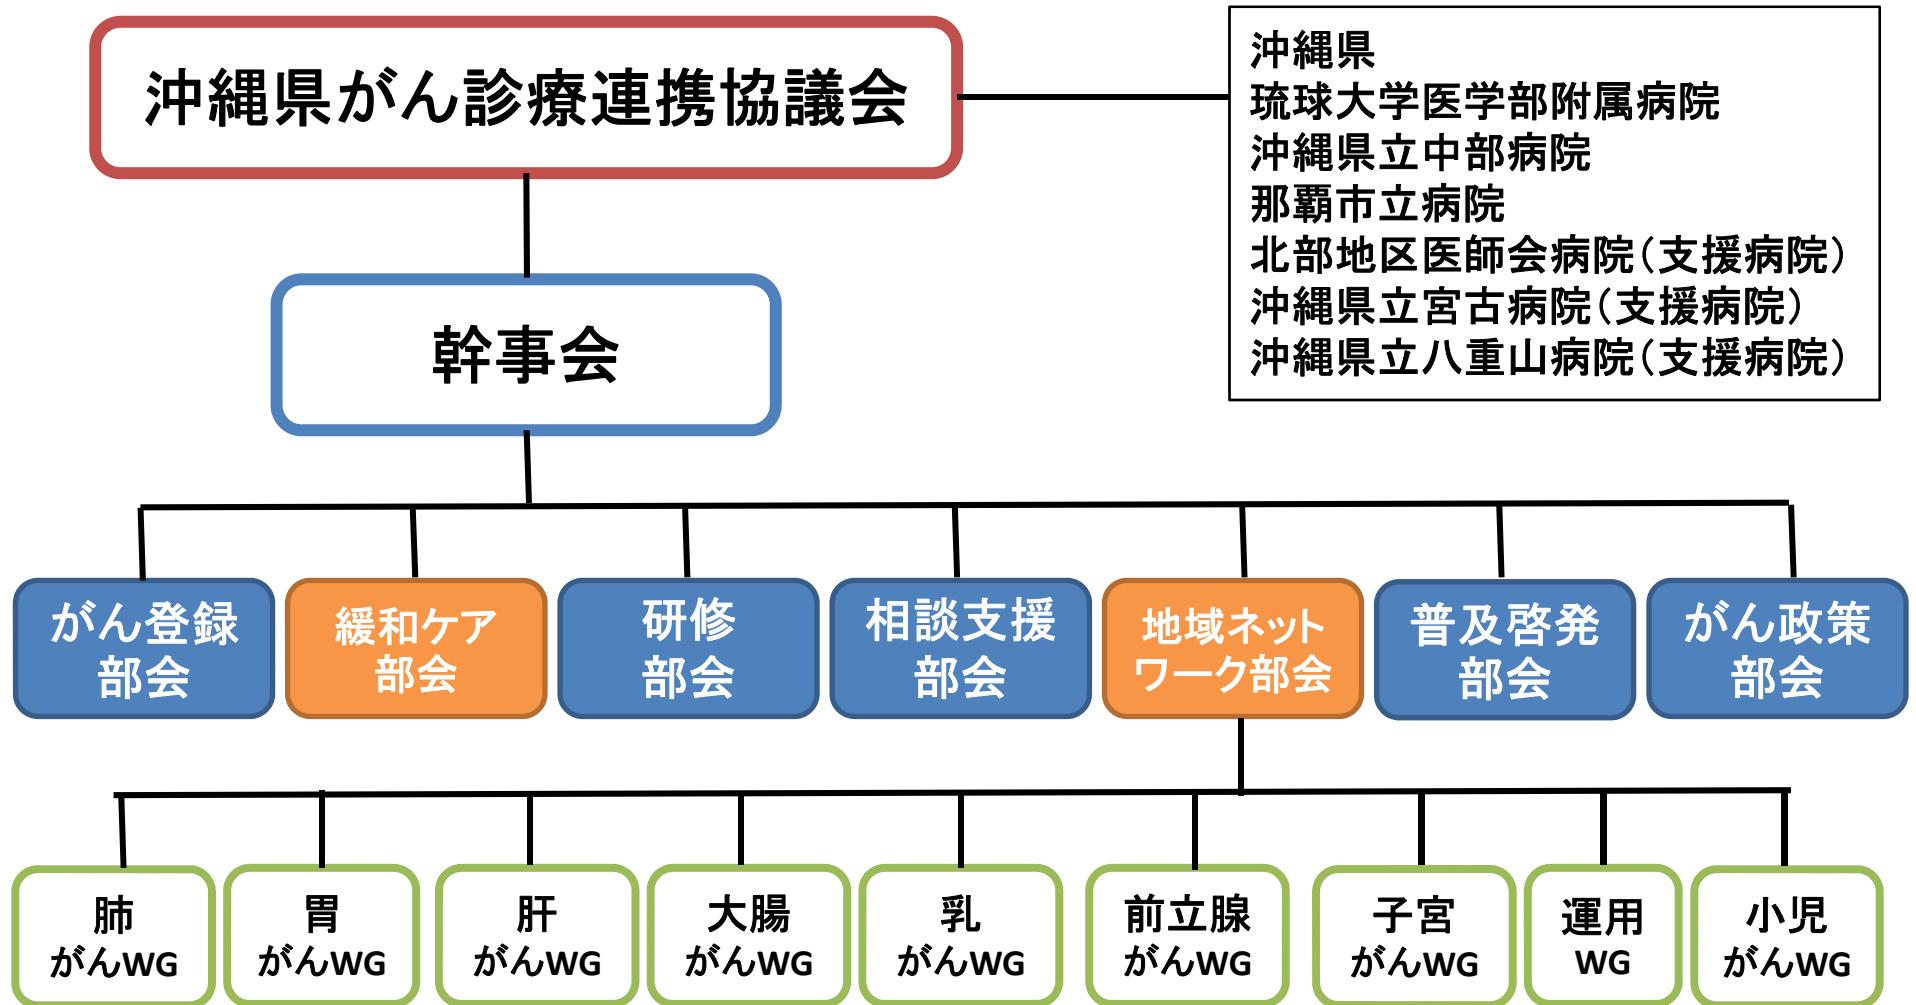 沖縄県がん診療連携協議会
沖縄県
琉球大学医学部附属病院
沖縄県立中部病院
那覇市立病院
北部地区医師会病院(支援病院)
沖縄県立宮古病院(支援病院)
沖縄県立八重山病院(支援病院)
幹事会
がん登録
部会
緩和ケア
部会
研修
部会
相談支援
部会
地域ネット
ワーク部会
普及啓発
部会
がん政策
部会
肺
がんWG
胃
がんWG
肝
がんWG
大腸
がんWG
乳
がんWG
前立腺
がんWG
子宮
がんWG
運用
WG
小児
がんWG